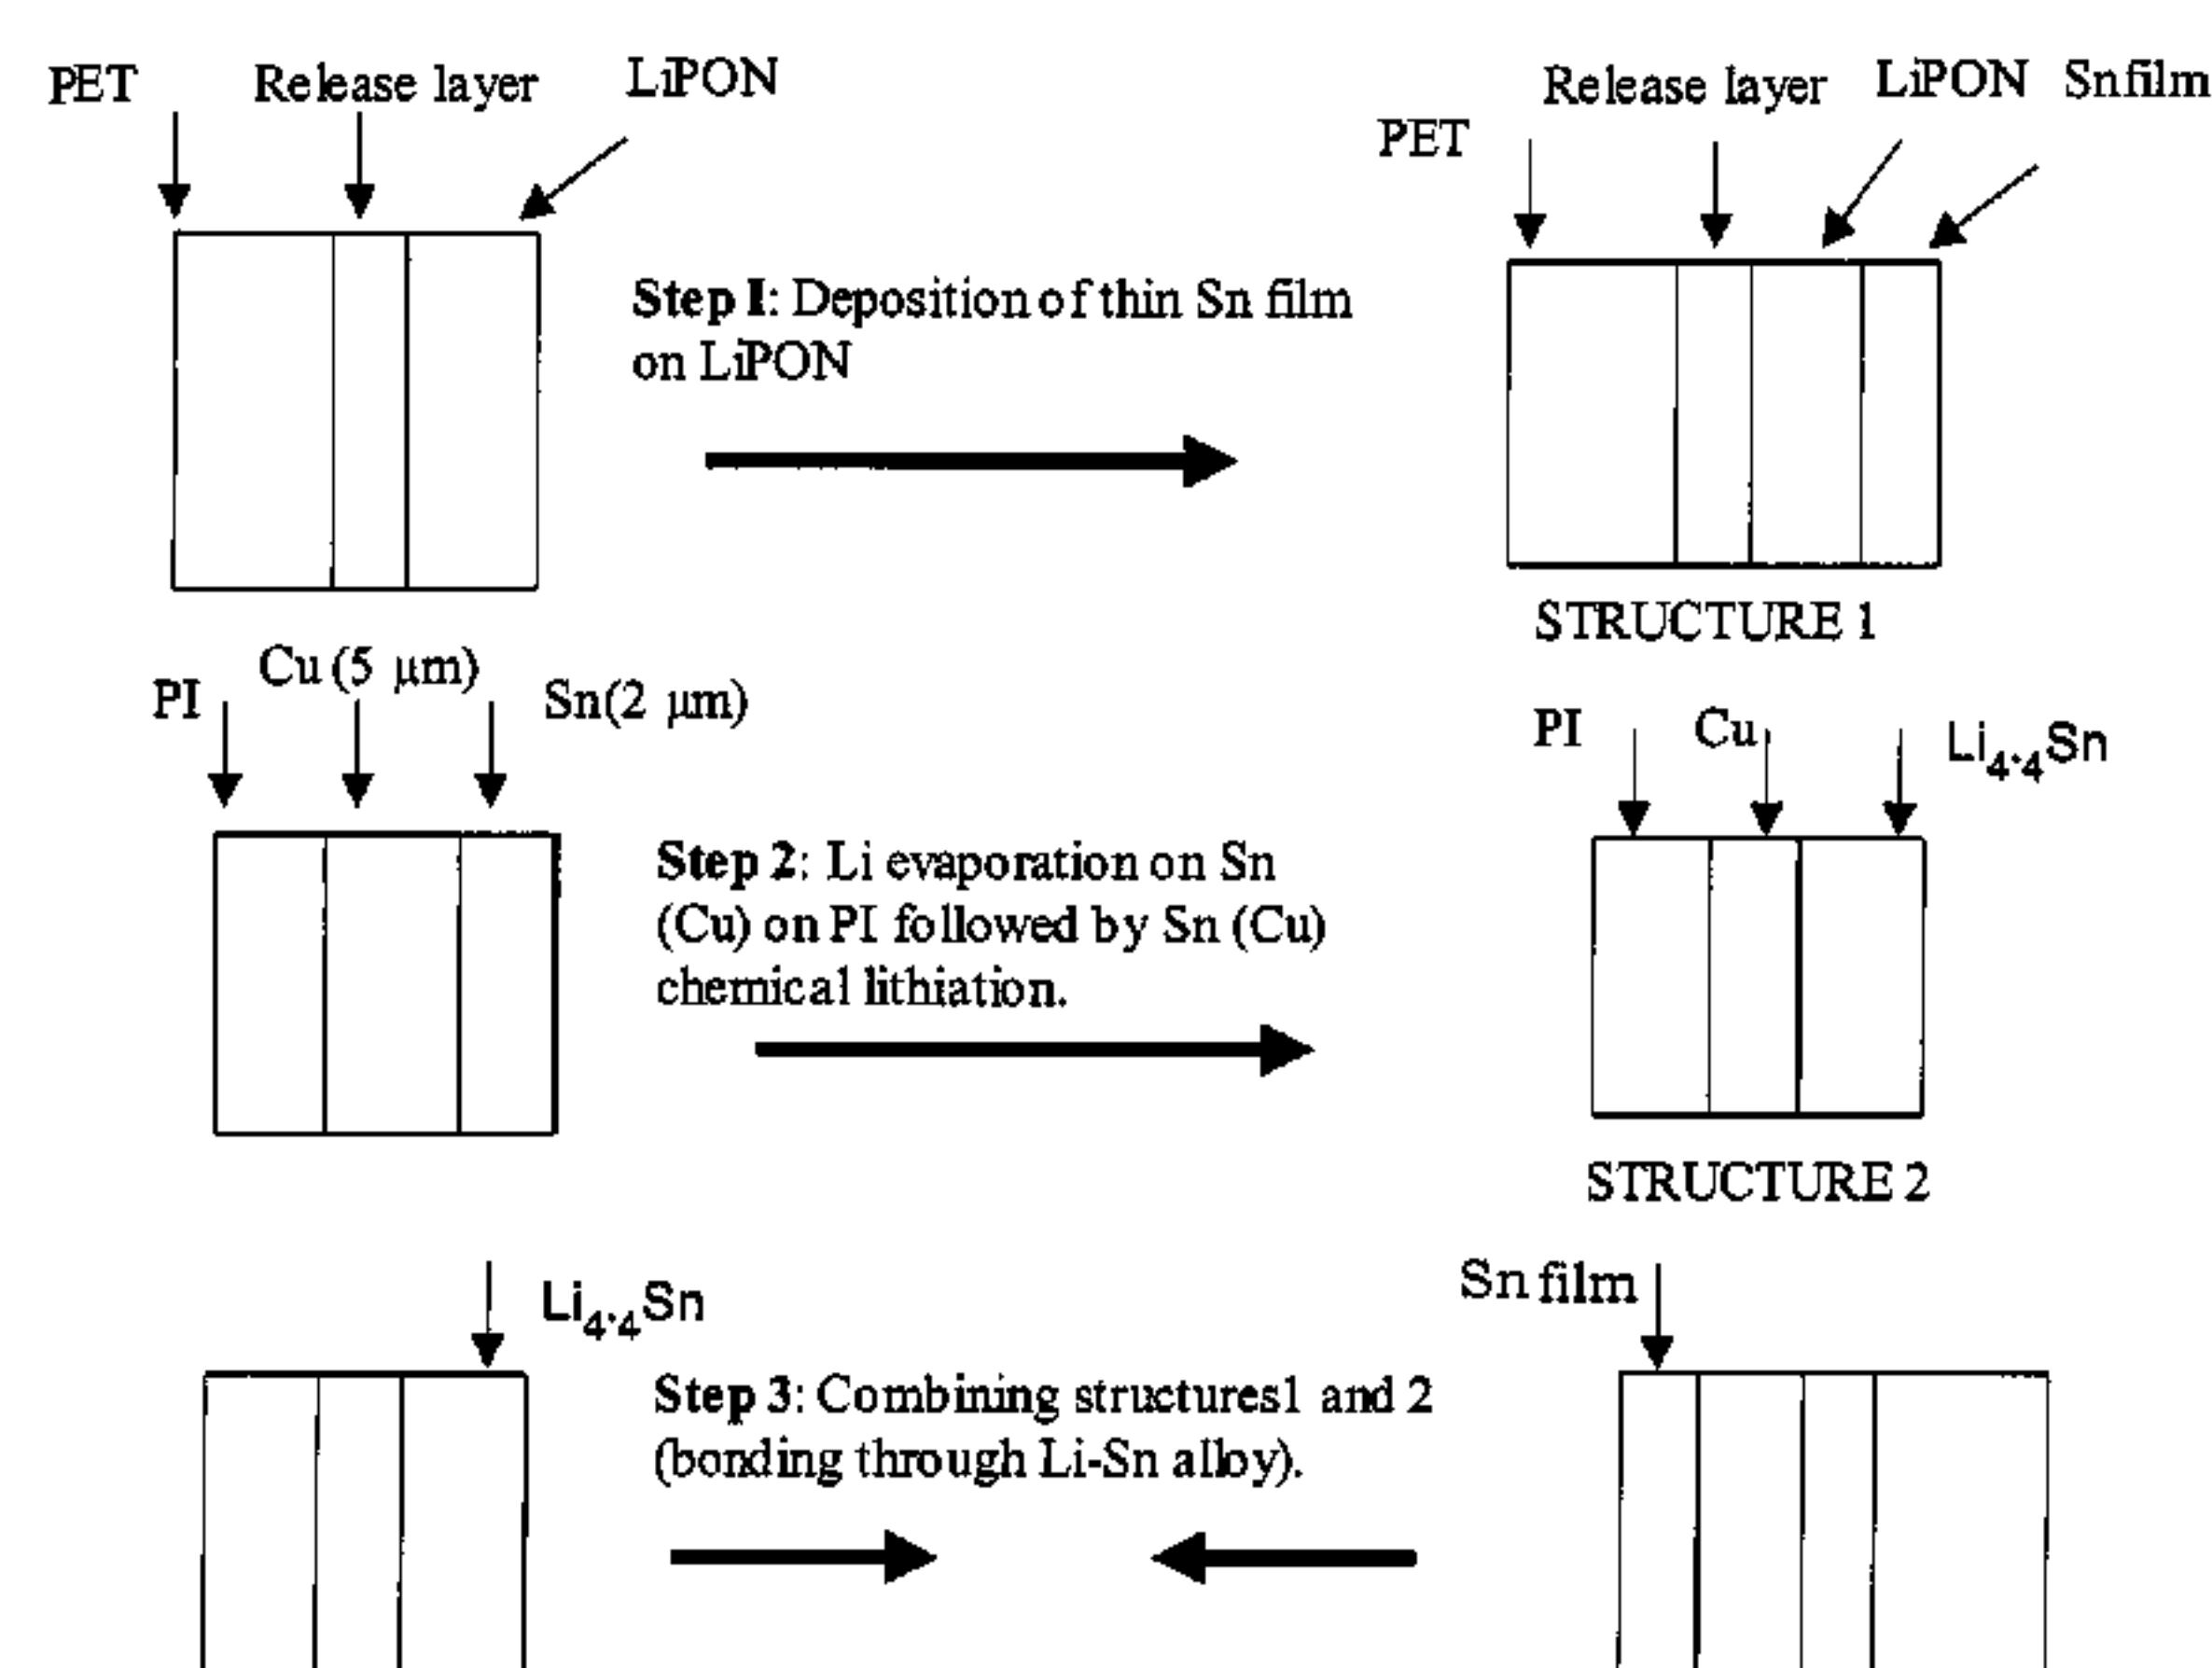 PET Release layer LiPON
Release layer LiPON Sn film
PET
Step I: Deposition of thin Sn film
on LiPON
STRUCTURE 1
PI Cu (5 μm) Sn(2 μm)
PI Cu Li4.4Sn
Step 2: Li evaporation on Sn
(Cu) on PI followed by Sn (Cu)
chemical lithiation.
STRUCTURE 2
Li4.4Sn
Sn film
Step 3: Combining structures1 and 2
(bonding through Li-Sn alloy).